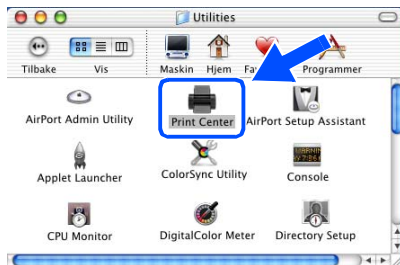 Utilities
Tilbake Vis Maskin Hjem Fa Programmer
AirPort Admin Utility Print Center AirPort Setup Assistant
Applet Launcher ColorSync Utility Console
CPU Monitor DigitalColor Meter Directory Setup